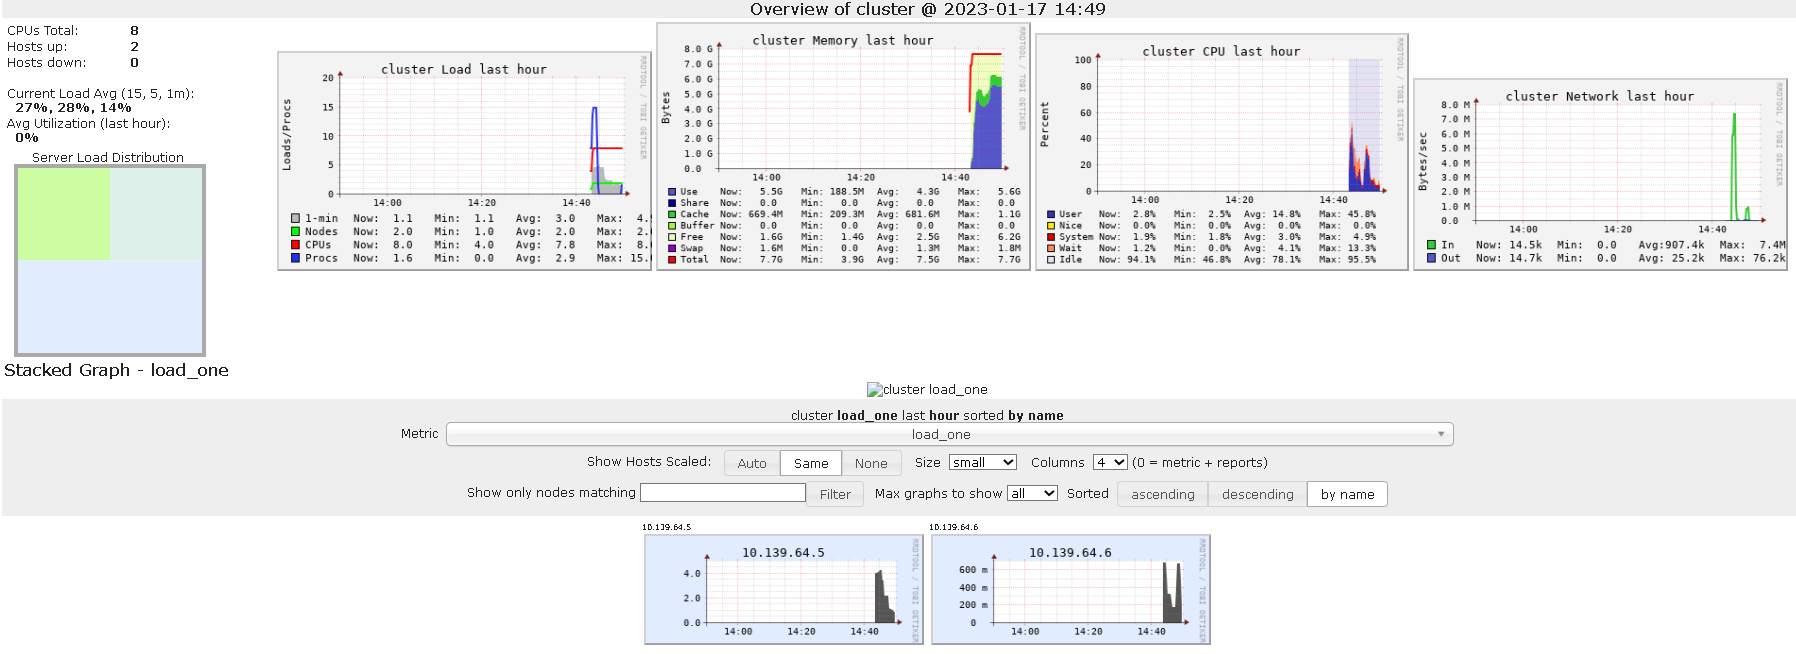 Overview of cluster @ 2023-01-17 14:49
CPUs Total: 8
Hosts up: 2
Hosts down: 0
Current Load Avg (15, 5, 1m):
27%, 28%, 14%
Avg Utilization (last hour):
0%
Server Load Distribution
cluster Load last hour
RRDTOOL / TOBI OETIKER
Loads/Procs
20
15
10
5
0
14:00 14:20 14:40
1-min Now: 1.1 Min: 1.1 Avg: 3.0 Max: 4.
Nodes Now: 2.0 Min: 1.0 Avg: 2.0 Max: 2.
CPUs Now: 8.0 Min: 4.0 Avg: 7.8 Max: 8.
Procs Now: 1.6 Min: 0.0 Avg: 2.9 Max: 15.
cluster Memory last hour
RRDTOOL / TOBI OETIKER
Bytes
8.0 G
7.0 G
6.0 G
5.0 G
4.0 G
3.0 G
2.0 G
1.0 G
0.0
14:00 14:20 14:40
Use Now: 5.5G Min: 188.5M Avg: 4.3G Max: 5.6G
Share Now: 0.0 Min: 0.0 Avg: 0.0 Max: 0.0
Cache Now: 669.4M Min: 209.3M Avg: 681.6M Max: 1.1G
Buffer Now: 0.0 Min: 0.0 Avg: 0.0 Max: 0.0
Free Now: 1.6G Min: 1.4G Avg: 2.5G Max: 6.2G
Swap Now: 1.6M Min: 0.0 Avg: 1.3M Max: 1.8M
Total Now: 7.7G Min: 3.9G Avg: 7.5G Max: 7.7G
cluster CPU last hour
RRDTOOL / TOBI OETIKER
Percent
100
80
60
40
20
0
14:00 14:20 14:40
User Now: 2.8% Min: 2.5% Avg: 14.8% Max: 45.8%
Nice Now: 0.0% Min: 0.0% Avg: 0.0% Max: 0.0%
System Now: 1.9% Min: 1.8% Avg: 3.0% Max: 4.9%
Wait Now: 1.2% Min: 0.0% Avg: 4.1% Max: 13.3%
Idle Now: 94.1% Min: 46.8% Avg: 78.1% Max: 95.5%
cluster Network last hour
RRDTOOL / TOBI OETIKER
Bytes/sec
8.0 M
7.0 M
6.0 M
5.0 M
4.0 M
3.0 M
2.0 M
1.0 M
0.0
14:00 14:20 14:40
In Now: 14.5k Min: 0.0 Avg:907.4k Max: 7.4M
Out Now: 14.7k Min: 0.0 Avg: 25.2k Max: 76.2k
Stacked Graph - load_one
cluster load_one
cluster load_one last hour sorted by name
Metric load_one
Show Hosts Scaled: Auto Same None Size small Columns 4 (0 = metric + reports)
Show only nodes matching Filter Max graphs to show all Sorted ascending descending by name
10.139.64.5
10.139.64.5
RRDTOOL / TOBI OETIKER
4.0
2.0
0.0
14:00 14:20 14:40
10.139.64.6
10.139.64.6
RRDTOOL / TOBI OETIKER
600 m
400 m
200 m
0
14:00 14:20 14:40